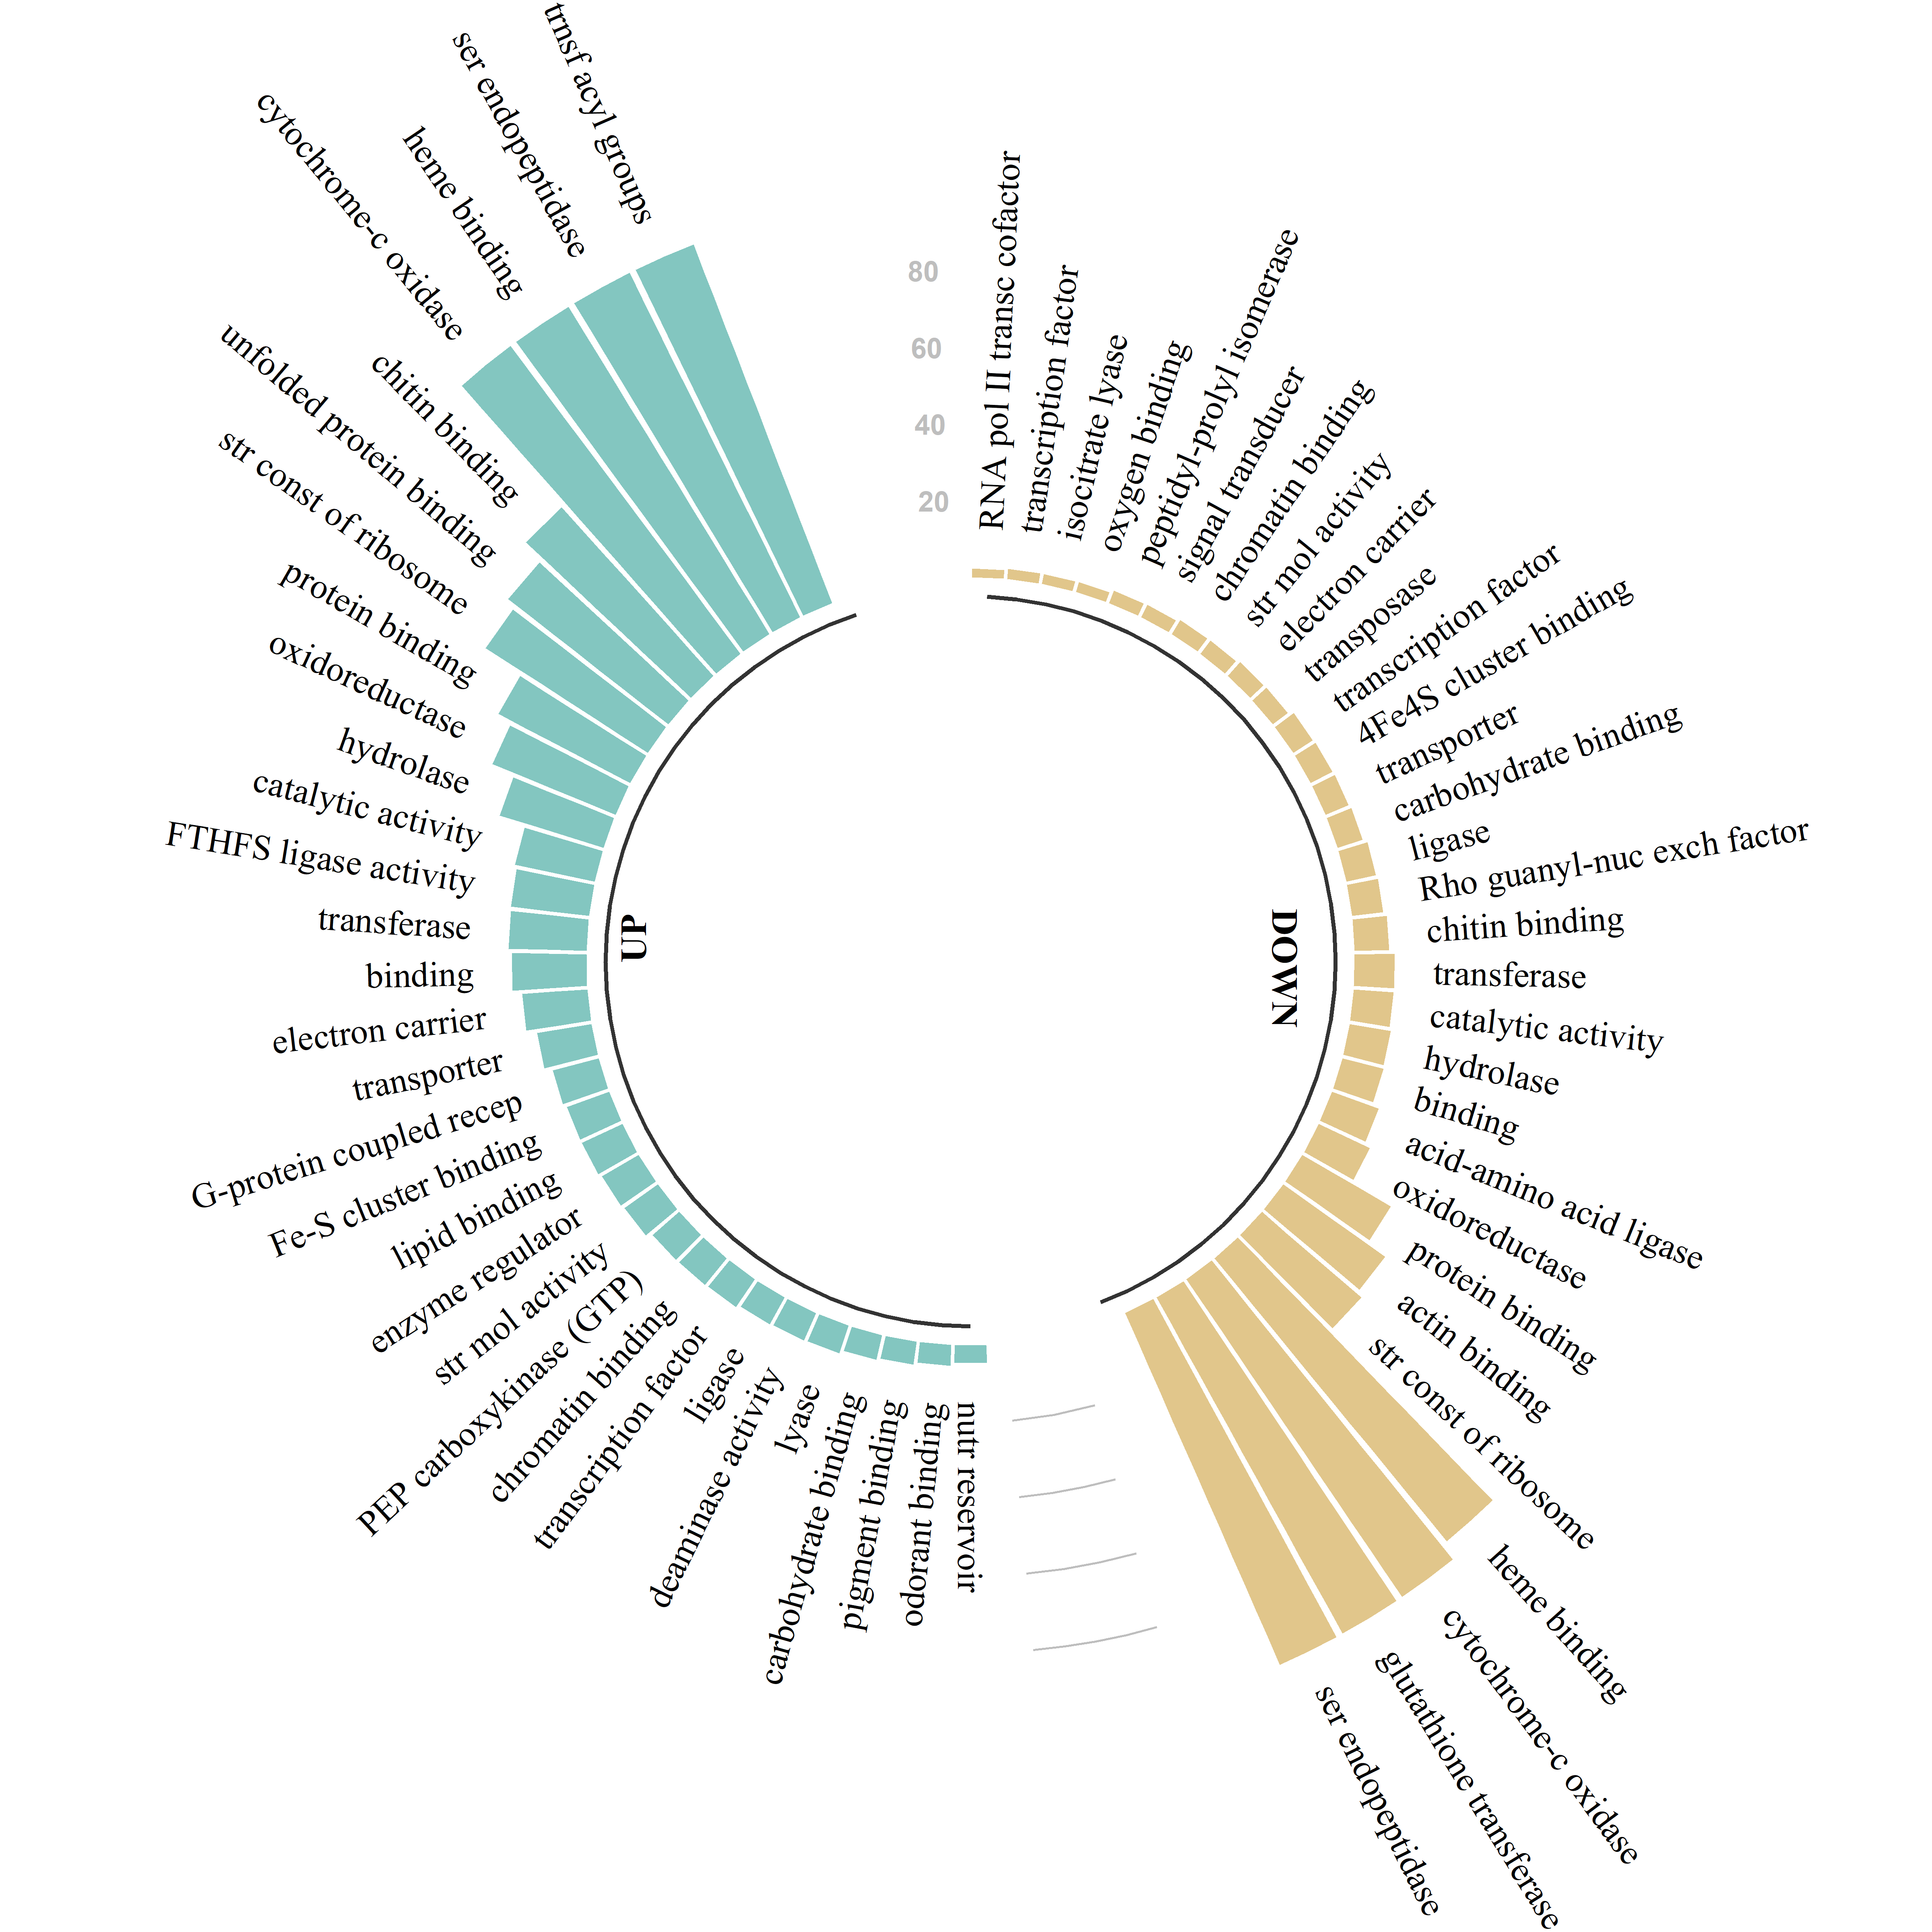 80
60
40
20
RNA pol II transc cofactor
transcription factor
isocitrate lyase
oxygen binding
peptidyl-prolyl isomerase
signal transducer
chromatin binding
str mol activity
electron carrier
transposase
transcription factor
4Fe4S cluster binding
transporter
carbohydrate binding
ligase
Rho guanyl-nuc exch factor
chitin binding
transferase
catalytic activity
hydrolase
binding
acid-amino acid ligase
oxidoreductase
protein binding
actin binding
str const of ribosome
heme binding
cytochrome-c oxidase
glutathione transferase
ser endopeptidase
DOWN
nutr reservoir
odorant binding
pigment binding
carbohydrate binding
lyase
deaminase activity
ligase
transcription factor
chromatin binding
PEP carboxykinase (GTP)
str mol activity
enzyme regulator
lipid binding
Fe-S cluster binding
G-protein coupled recep
transporter
electron carrier
binding
transferase
FTHFS ligase activity
catalytic activity
hydrolase
oxidoreductase
protein binding
str const of ribosome
unfolded protein binding
chitin binding
cytochrome-c oxidase
heme binding
ser endopeptidase
trnsf acyl groups
UP